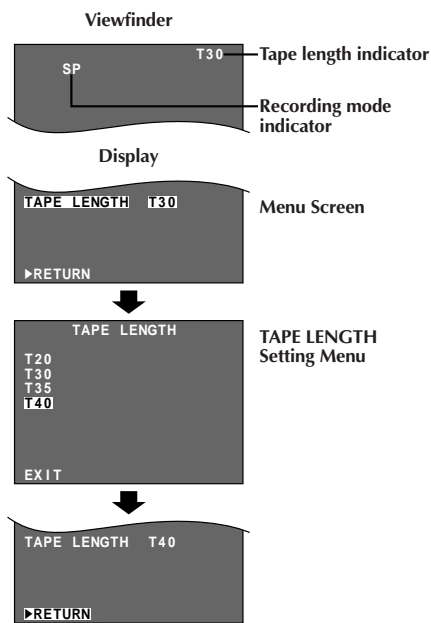 Viewfinder
T30
Tape length indicator
SP
Recording mode
indicator
Display
TAPE LENGTH T30
Menu Screen
▶RETURN
TAPE LENGTH
TAPE LENGTH
Setting Menu
T20
T30
T35
T40
EXIT
TAPE LENGTH T40
▶RETURN